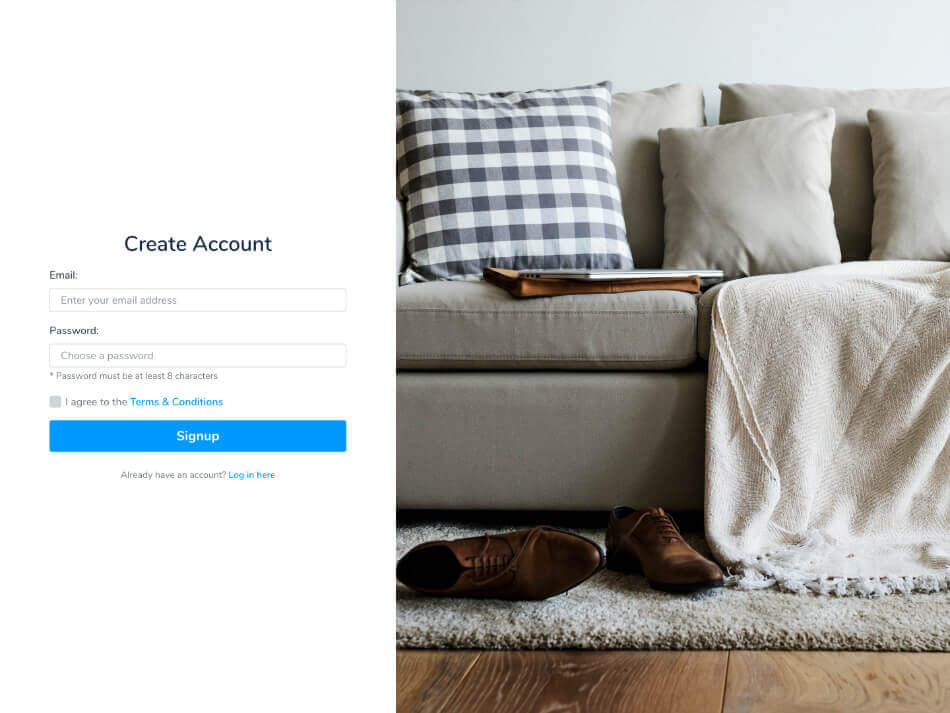 Create Account
Email:
Enter your email address
Password:
Choose a password
* Password must be at least 8 characters
I agree to the Terms & Conditions
Signup
Already have an account? Log in here